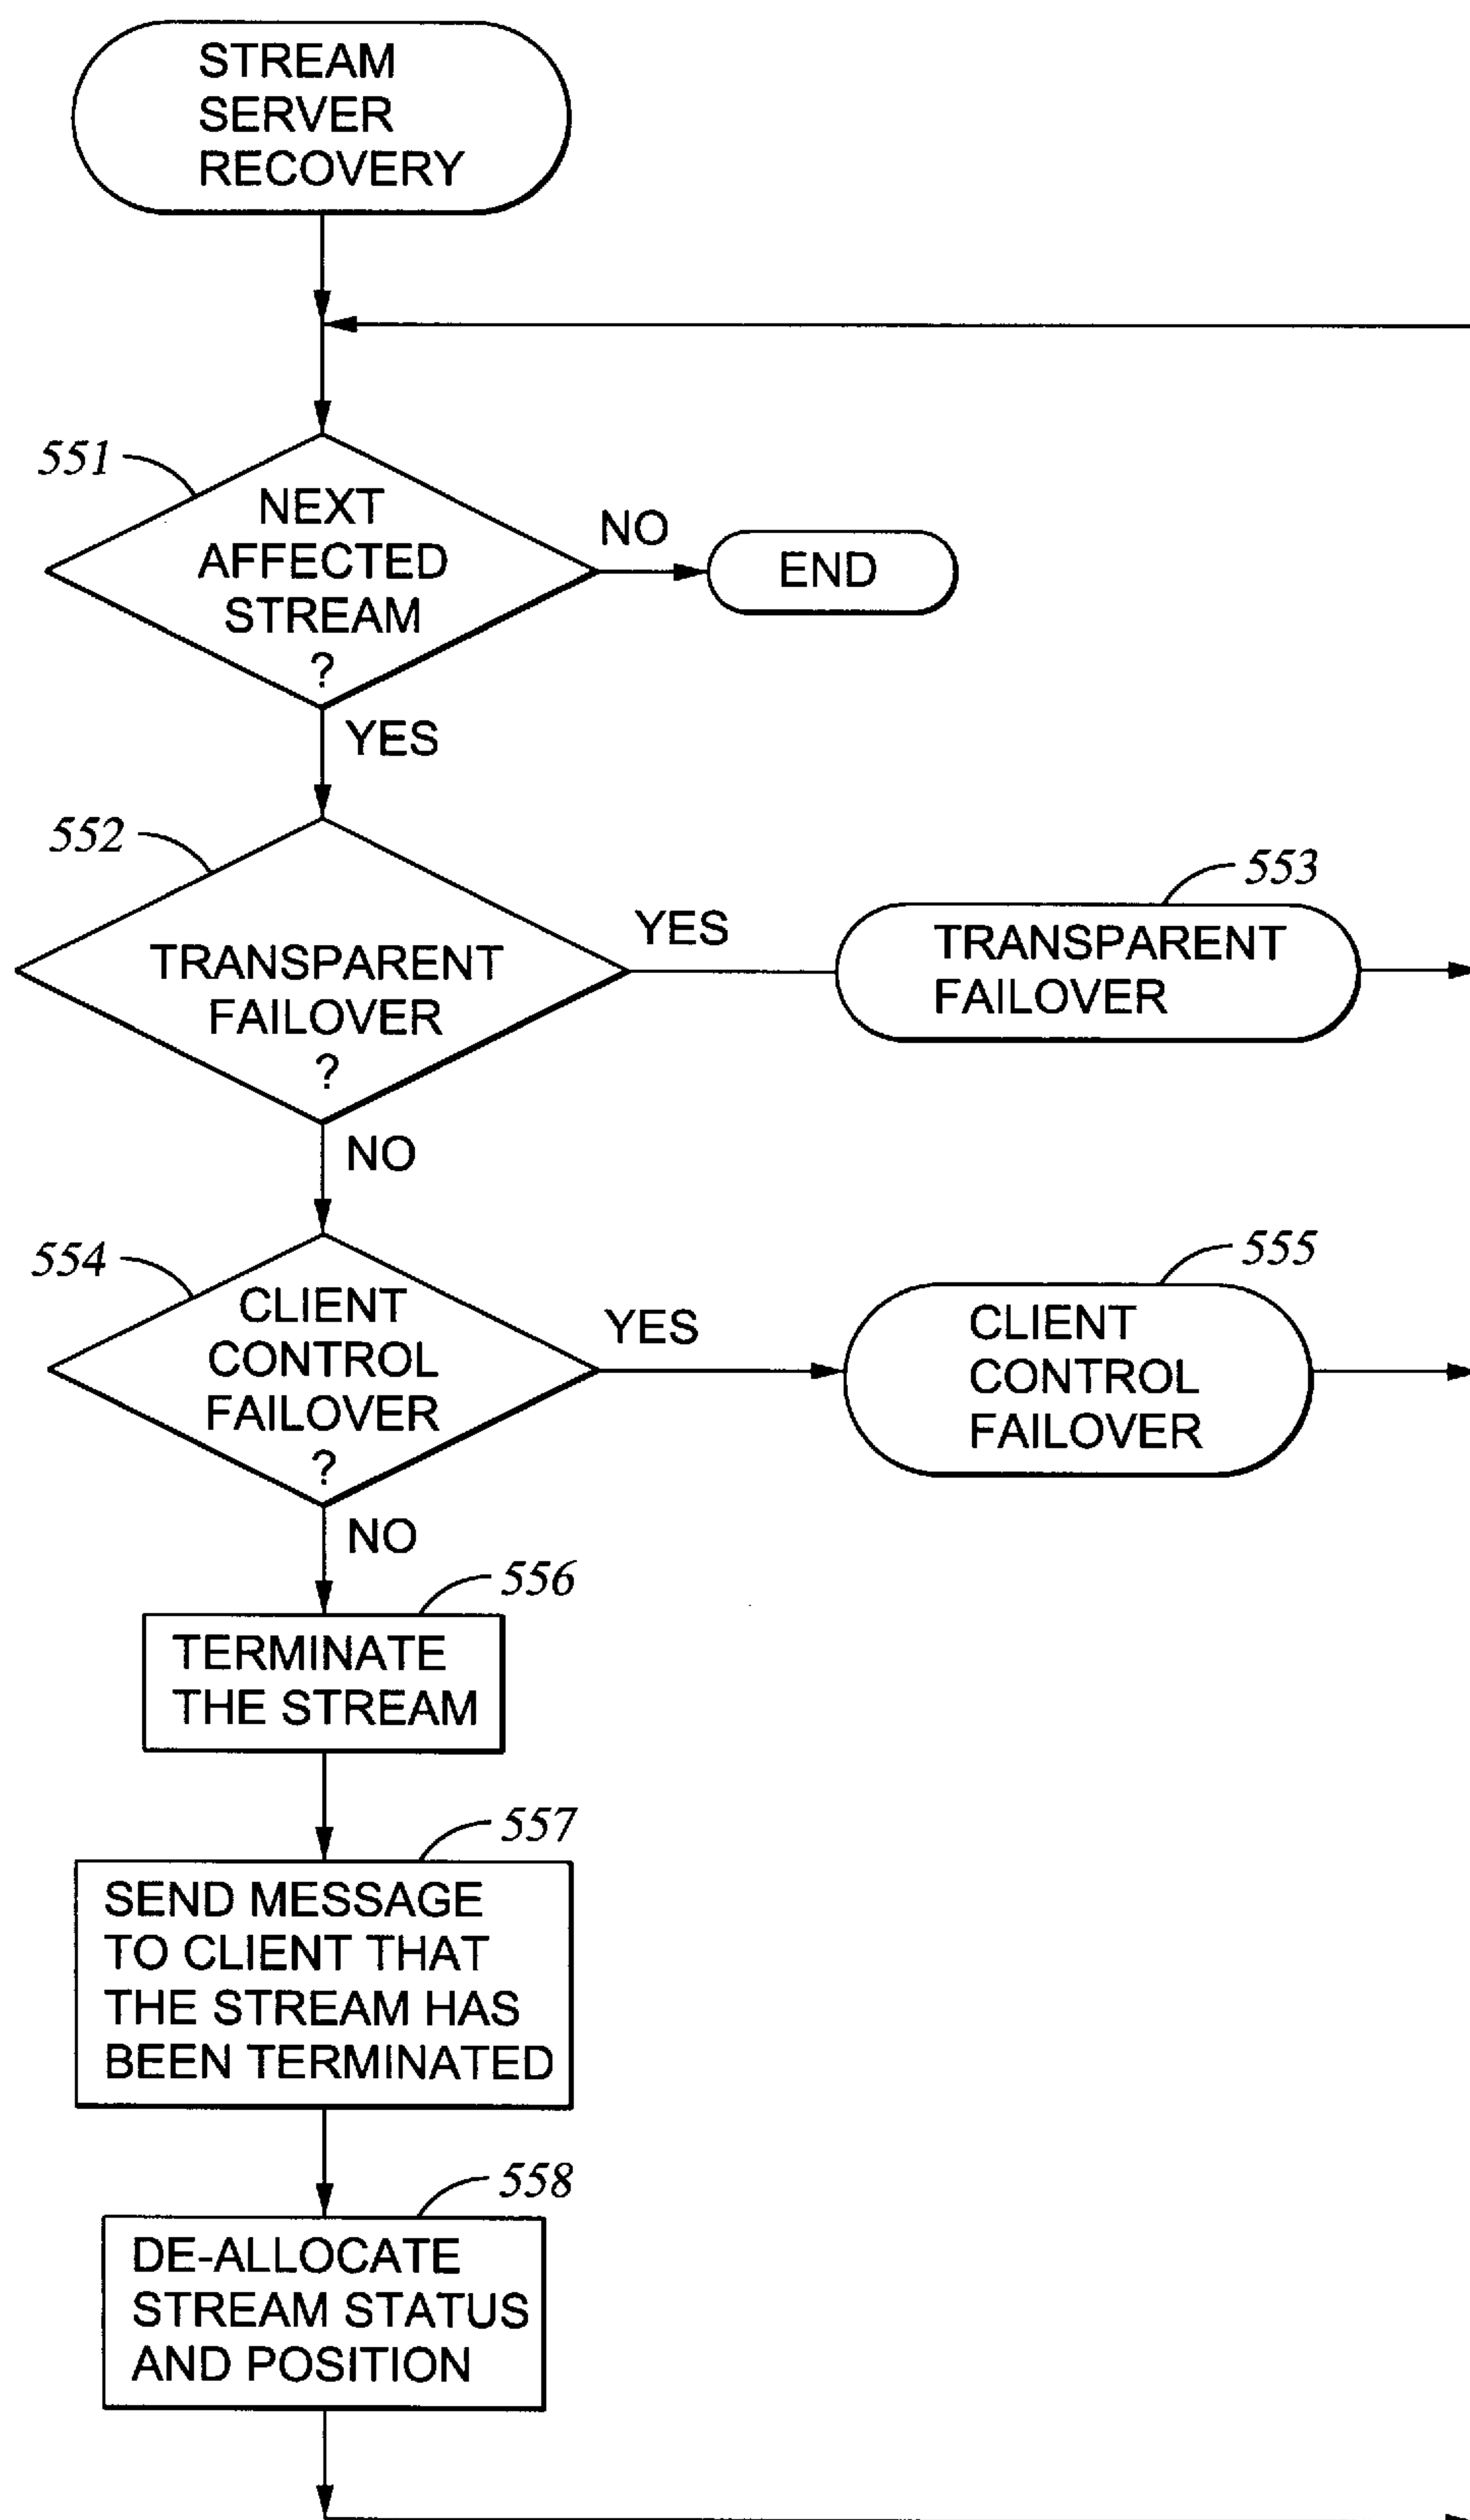 STREAM
SERVER
RECOVERY
551
NEXT
AFFECTED
STREAM
?
NO
END
YES
552
TRANSPARENT
FAILOVER
?
YES
553
TRANSPARENT
FAILOVER
NO
554
CLIENT
CONTROL
FAILOVER
?
YES
555
CLIENT
CONTROL
FAILOVER
NO
556
TERMINATE
THE STREAM
557
SEND MESSAGE
TO CLIENT THAT
THE STREAM HAS
BEEN TERMINATED
558
DE-ALLOCATE
STREAM STATUS
AND POSITION